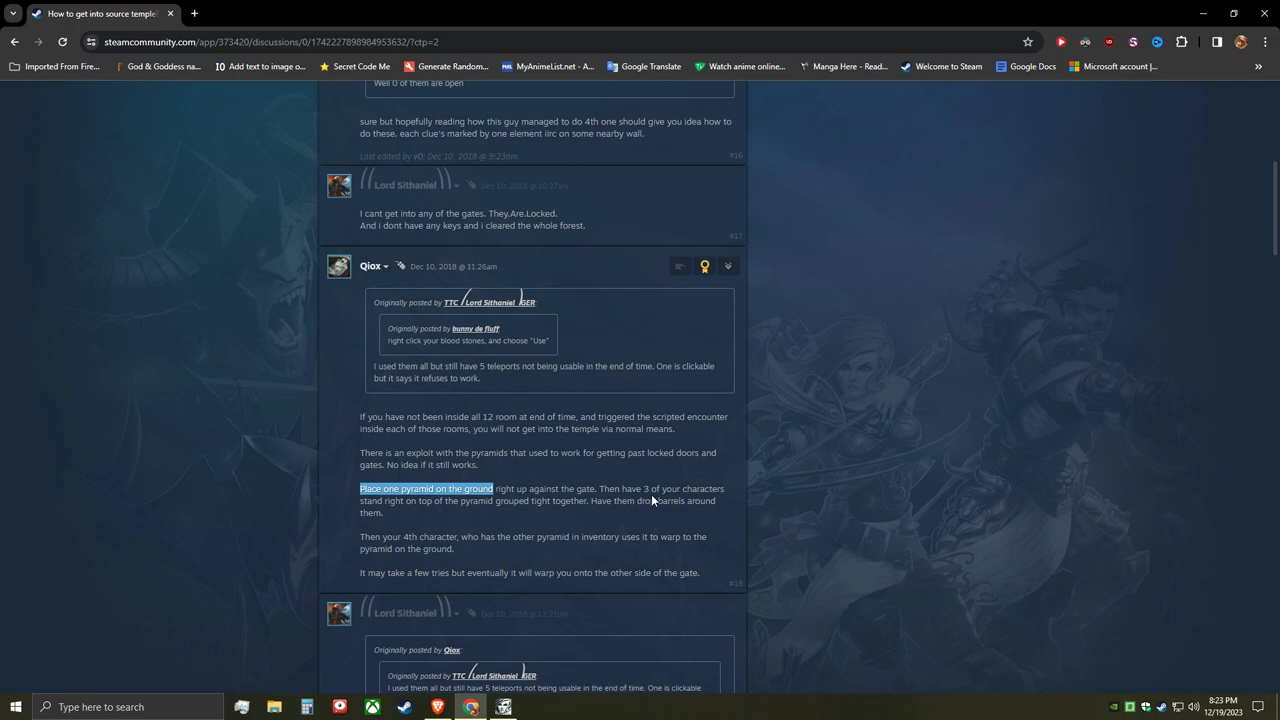 How to get into source temple?
steamcommunity.com/app/373420/discussions/0/1742227898984953632/?ctp=2
Imported From Fire...
God & Goddess na...
Add text to image o...
Secret Code Me
Generate Random...
MAL
MyAnimeList.net - A...
Google Translate
Watch anime online...
Manga Here - Read...
Welcome to Steam
Google Docs
Microsoft account |...
Well 0 of them are open
sure but hopefully reading how this guy managed to do 4th one should give you idea how to
do these. each clue's marked by one element iirc on some nearby wall.
Last edited by v0; Dec 10, 2018 @ 9:23am
#16
Lord Sithaniel
Dec 10, 2018 @ 10:27am
I cant get into any of the gates. They.Are.Locked.
And i dont have any keys and i cleared the whole forest.
#17
Qiox
Dec 10, 2018 @ 11:26am
Originally posted by TTC (Lord Sithaniel )GER:
Originally posted by bunny de fluff:
right click your blood stones, and choose "Use"
I used them all but still have 5 teleports not being usable in the end of time. One is clickable
but it says it refuses to work.
If you have not been inside all 12 room at end of time, and triggered the scripted encounter
inside each of those rooms, you will not get into the temple via normal means.
There is an exploit with the pyramids that used to work for getting past locked doors and
gates. No idea if it still works.
Place one pyramid on the ground right up against the gate. Then have 3 of your characters
stand right on top of the pyramid grouped tight together. Have them drop barrels around
them.
Then your 4th character, who has the other pyramid in inventory uses it to warp to the
pyramid on the ground.
It may take a few tries but eventually it will warp you onto the other side of the gate.
#18
Lord Sithaniel
Dec 10, 2018 @ 12:21pm
Originally posted by Qiox:
Originally posted by TTC (Lord Sithaniel )GER:
I used them all but still have 5 teleports not being usable in the end of time. One is clickable
Type here to search
8:23 PM
12/19/2023